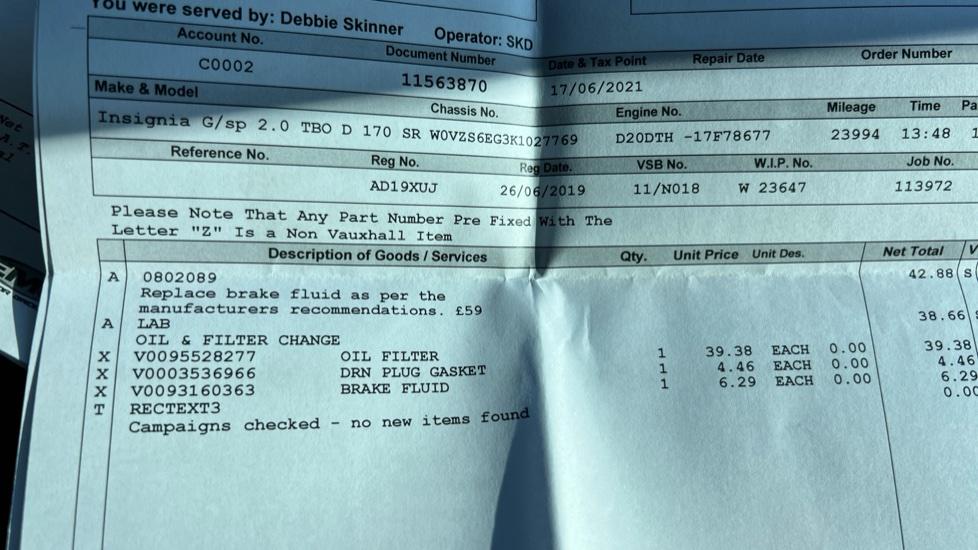 You were served by: Debbie Skinner Operator: SKD
Account No. Document Number Date & Tax Point Repair Date Order Number
C0002 11563870 17/06/2021
Make & Model Chassis No. Engine No. Mileage Time Pa
Insignia G/sp 2.0 TBO D 170 SR W0VZS6EG3K1027769 D20DTH -17F78677 23994 13:48 1
Reference No. Reg No. Reg Date. VSB No. W.I.P. No. Job No.
AD19XUJ 26/06/2019 11/N018 W 23647 113972
Please Note That Any Part Number Pre Fixed With The
Letter "Z" Is a Non Vauxhall Item
Description of Goods / Services Qty. Unit Price Unit Des. Net Total V
A 0802089 42.88 S
Replace brake fluid as per the
manufacturers recommendations. £59
A LAB 38.66 S
OIL & FILTER CHANGE
X V0095528277 OIL FILTER 1 39.38 EACH 0.00 39.38
X V0003536966 DRN PLUG GASKET 1 4.46 EACH 0.00 4.46
X V0093160363 BRAKE FLUID 1 6.29 EACH 0.00 6.29
T RECTEXT3 0.00
Campaigns checked - no new items found